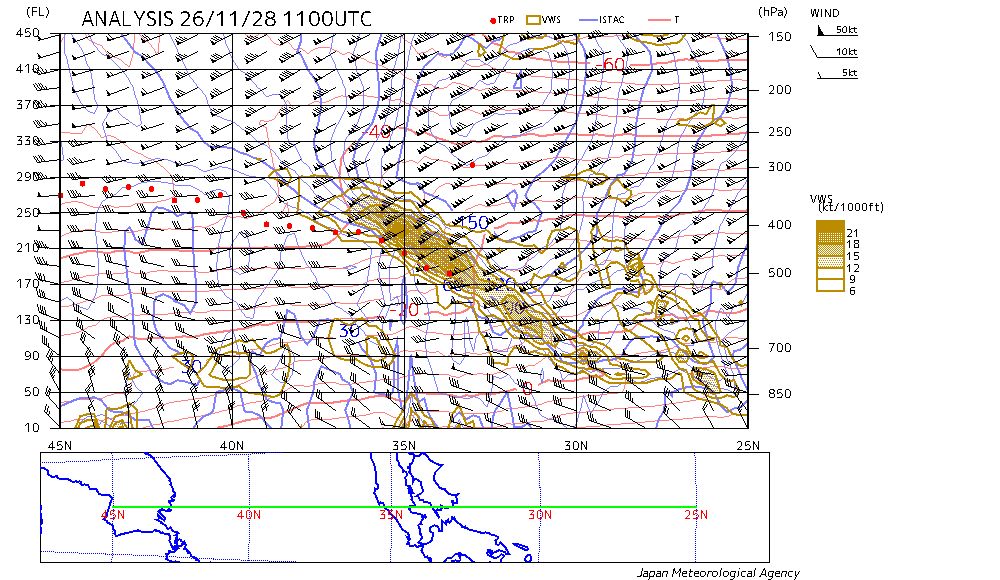 (FL) ANALYSIS 26/11/28 1100UTC TRP VWS ISTAC T (hPa) WIND
450 150
50kt
10kt
410 -60
5kt
200
370
-40 250
330
300
290
VWS
(kt/1000ft)
250 150 400
21
210 18
15
500 12
170 9
6
-20
130 30
700
90
30
50 0 850
10
45N 40N 35N 30N 25N
45N 40N 35N 30N 25N
Japan Meteorological Agency